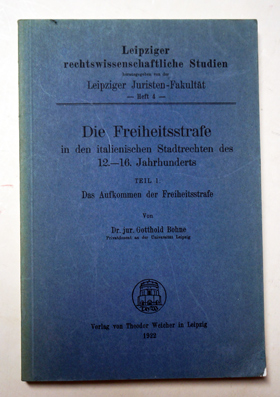 Leipziger
rechtswissenschaftliche Studien
herausgegeben von der
Leipziger Juristen-Fakultät
— Heft 4 —
Die Freiheitsstrafe
in den italienischen Stadtrechten des
12.—16. Jahrhunderts
TEIL I
Das Aufkommen der Freiheitsstrafe
Von
Dr. jur. Gotthold Bohne
Privatdozent an der Universität Leipzig
Verlag von Theodor Weicher in Leipzig
1922